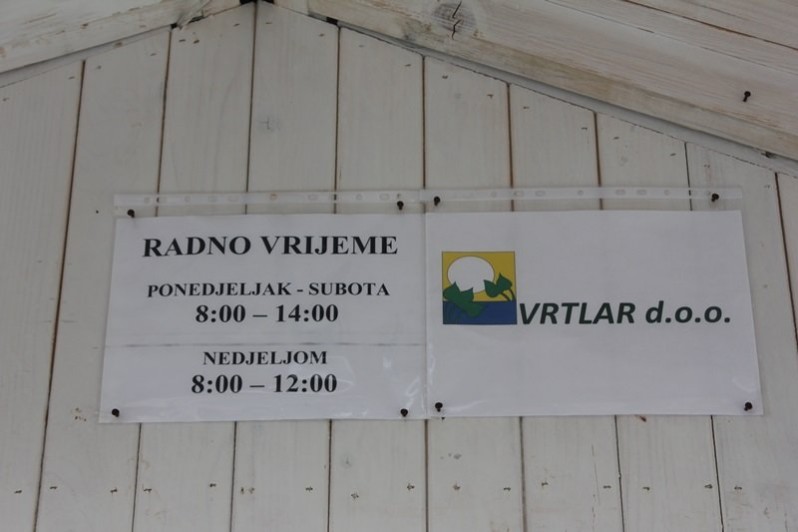 RADNO VRIJEME
PONEDJELJAK - SUBOTA
8:00 – 14:00
NEDJELJOM
8:00 – 12:00
VRTLAR d.o.o.